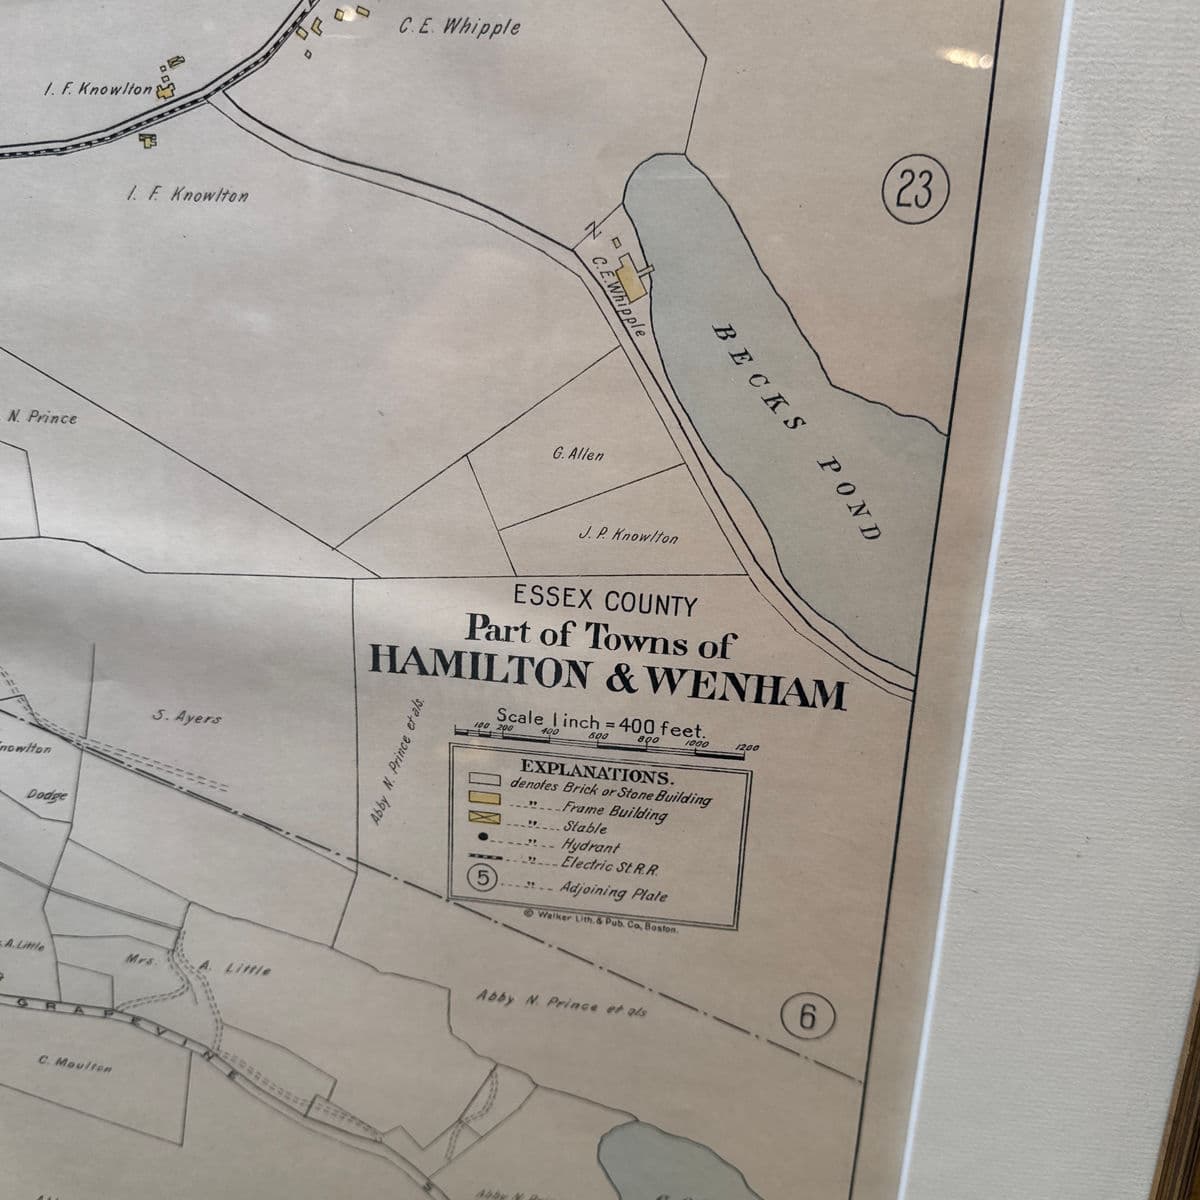 C. E. Whipple
I. F. Knowlton
I. F. Knowlton
23
C. E. Whipple
BECKS POND
N. Prince
G. Allen
J. P. Knowlton
ESSEX COUNTY
Part of Towns of
HAMILTON & WENHAM
Scale 1 inch = 400 feet.
100 200 400 600 800 1000 1200
EXPLANATIONS.
denotes Brick or Stone Building
" Frame Building
" Stable
" Hydrant
" Electric St. R.R.
5 " Adjoining Plate
© Walker Lith. & Pub. Co., Boston.
S. Ayers
Abby N. Prince et als.
Dodge
A. Little
Mrs. A. Little
GRAPEVINE
C. Moulton
Abby N. Prince et als
6
Abby N.